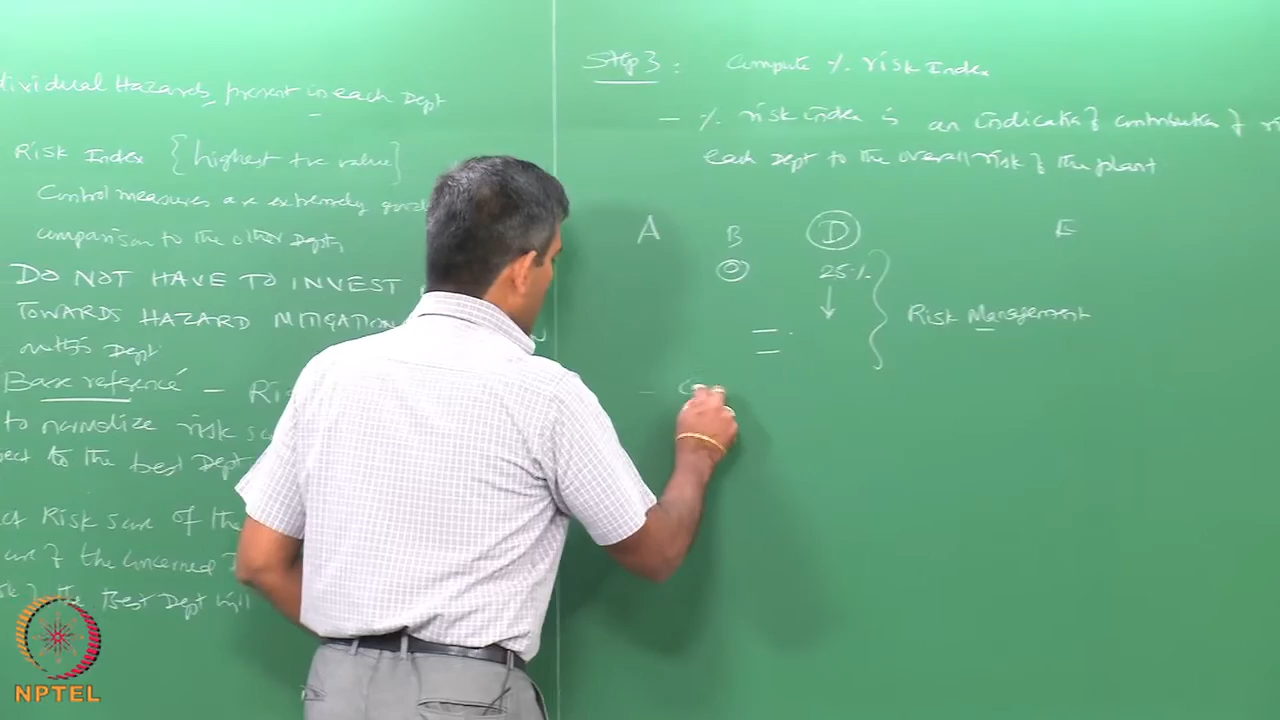 dividual Hazards, present in each Dept
Risk Index {highest +ve value}
Control measures are extremely good
comparison to the other Depts,
DO NOT HAVE TO INVEST
TOWARDS HAZARD MITIGATION
Dept
Base reference - Ri
to normalize risk sc
pect to the best Dept
Risk score of the
of the concerned D
of the Best Dept will
Step 3: Compute % risk Index
- % risk index is an indicator of contribution of
each Dept to the overall risk of the plant
A B D E
0 25%
Risk Management
-
NPTEL